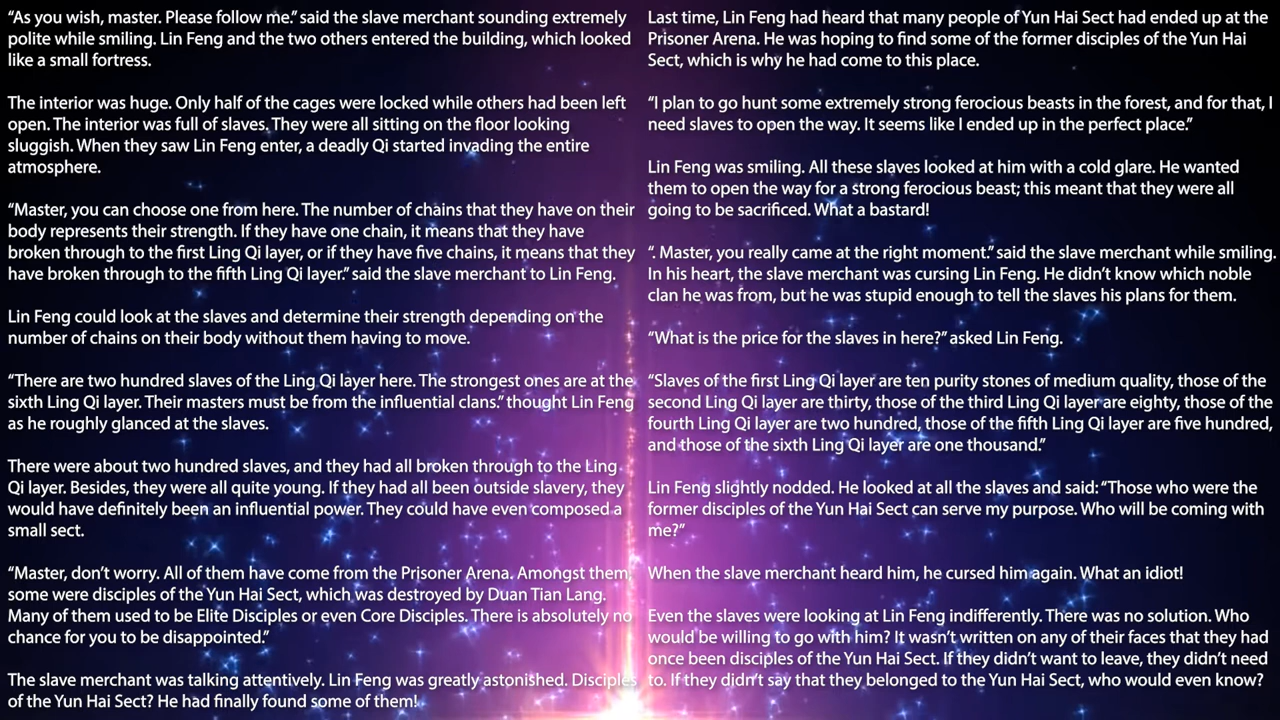 “As you wish, master. Please follow me.” said the slave merchant sounding extremely
polite while smiling. Lin Feng and the two others entered the building, which looked
like a small fortress.
The interior was huge. Only half of the cages were locked while others had been left
open. The interior was full of slaves. They were all sitting on the floor looking
sluggish. When they saw Lin Feng enter, a deadly Qi started invading the entire
atmosphere.
“Master, you can choose one from here. The number of chains that they have on their
body represents their strength. If they have one chain, it means that they have
broken through to the first Ling Qi layer, or if they have five chains, it means that they
have broken through to the fifth Ling Qi layer.” said the slave merchant to Lin Feng.
Lin Feng could look at the slaves and determine their strength depending on the
number of chains on their body without them having to move.
“There are two hundred slaves of the Ling Qi layer here. The strongest ones are at the
sixth Ling Qi layer. Their masters must be from the influential clans.” thought Lin Feng
as he roughly glanced at the slaves.
There were about two hundred slaves, and they had all broken through to the Ling
Qi layer. Besides, they were all quite young. If they had all been outside slavery, they
would have definitely been an influential power. They could have even composed a
small sect.
“Master, don’t worry. All of them have come from the Prisoner Arena. Amongst them,
some were disciples of the Yun Hai Sect, which was destroyed by Duan Tian Lang.
Many of them used to be Elite Disciples or even Core Disciples. There is absolutely no
chance for you to be disappointed.”
The slave merchant was talking attentively. Lin Feng was greatly astonished. Disciples
of the Yun Hai Sect? He had finally found some of them!
Last time, Lin Feng had heard that many people of Yun Hai Sect had ended up at the
Prisoner Arena. He was hoping to find some of the former disciples of the Yun Hai
Sect, which is why he had come to this place.
“I plan to go hunt some extremely strong ferocious beasts in the forest, and for that, I
need slaves to open the way. It seems like I ended up in the perfect place.”
Lin Feng was smiling. All these slaves looked at him with a cold glare. He wanted
them to open the way for a strong ferocious beast; this meant that they were all
going to be sacrificed. What a bastard!
“. Master, you really came at the right moment.” said the slave merchant while smiling.
In his heart, the slave merchant was cursing Lin Feng. He didn’t know which noble
clan he was from, but he was stupid enough to tell the slaves his plans for them.
“What is the price for the slaves in here?” asked Lin Feng.
“Slaves of the first Ling Qi layer are ten purity stones of medium quality, those of the
second Ling Qi layer are thirty, those of the third Ling Qi layer are eighty, those of the
fourth Ling Qi layer are two hundred, those of the fifth Ling Qi layer are five hundred,
and those of the sixth Ling Qi layer are one thousand.”
Lin Feng slightly nodded. He looked at all the slaves and said: “Those who were the
former disciples of the Yun Hai Sect can serve my purpose. Who will be coming with
me?”
When the slave merchant heard him, he cursed him again. What an idiot!
Even the slaves were looking at Lin Feng indifferently. There was no solution. Who
would be willing to go with him? It wasn’t written on any of their faces that they had
once been disciples of the Yun Hai Sect. If they didn’t want to leave, they didn’t need
to. If they didn’t say that they belonged to the Yun Hai Sect, who would even know?